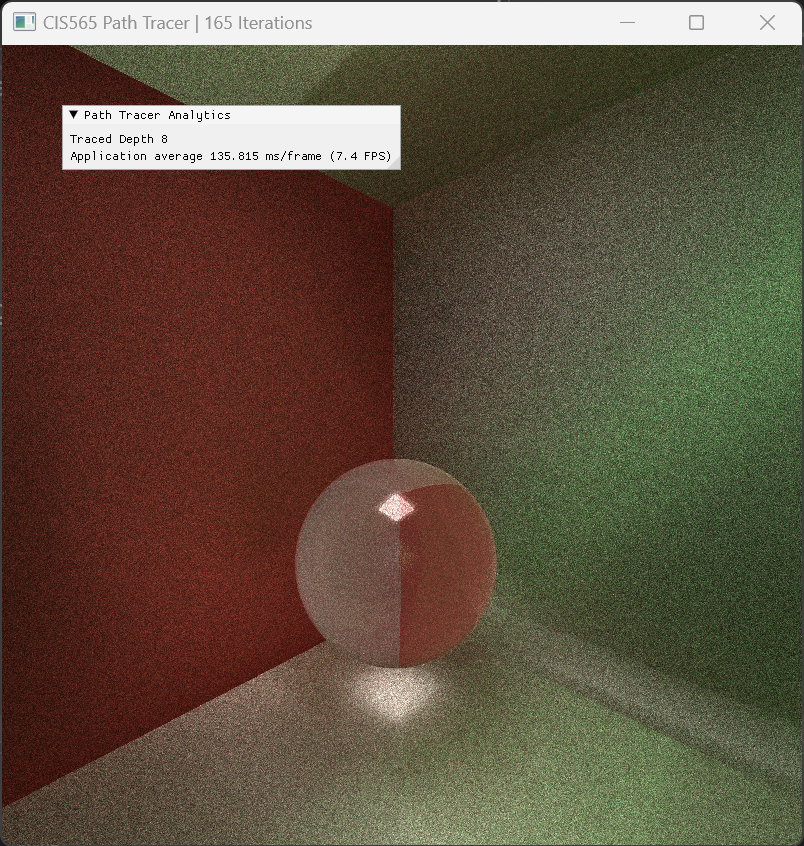 CIS565 Path Tracer | 165 Iterations
▼ Path Tracer Analytics
Traced Depth 8
Application average 135.815 ms/frame (7.4 FPS)